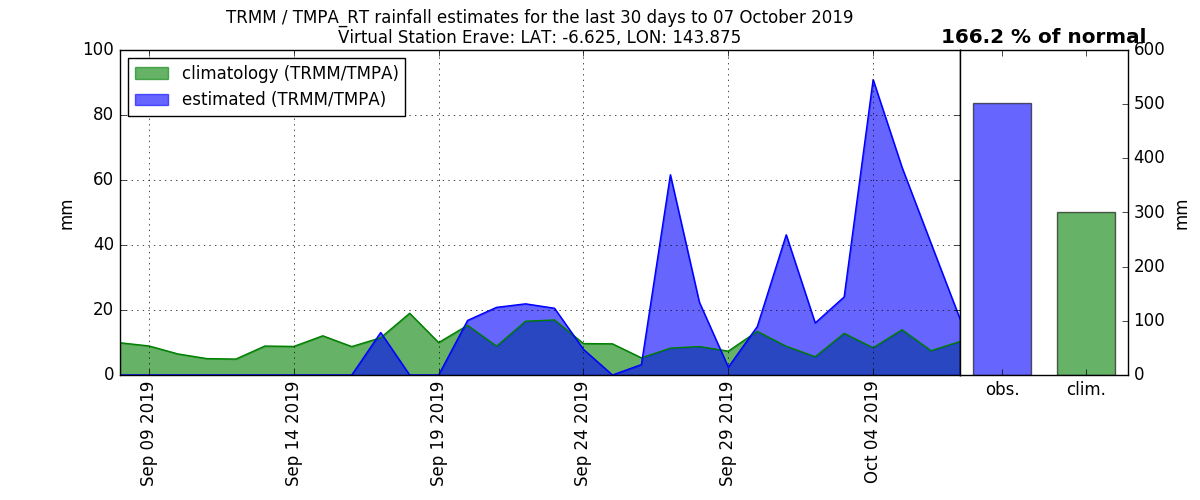 TRMM / TMPA_RT rainfall estimates for the last 30 days to 07 October 2019
Virtual Station Erave: LAT: -6.625, LON: 143.875
166.2 % of normal
climatology (TRMM/TMPA)
estimated (TRMM/TMPA)
100
80
60
40
20
0
mm
Sep 09 2019
Sep 14 2019
Sep 19 2019
Sep 24 2019
Sep 29 2019
Oct 04 2019
obs.
clim.
600
500
400
300
200
100
0
mm